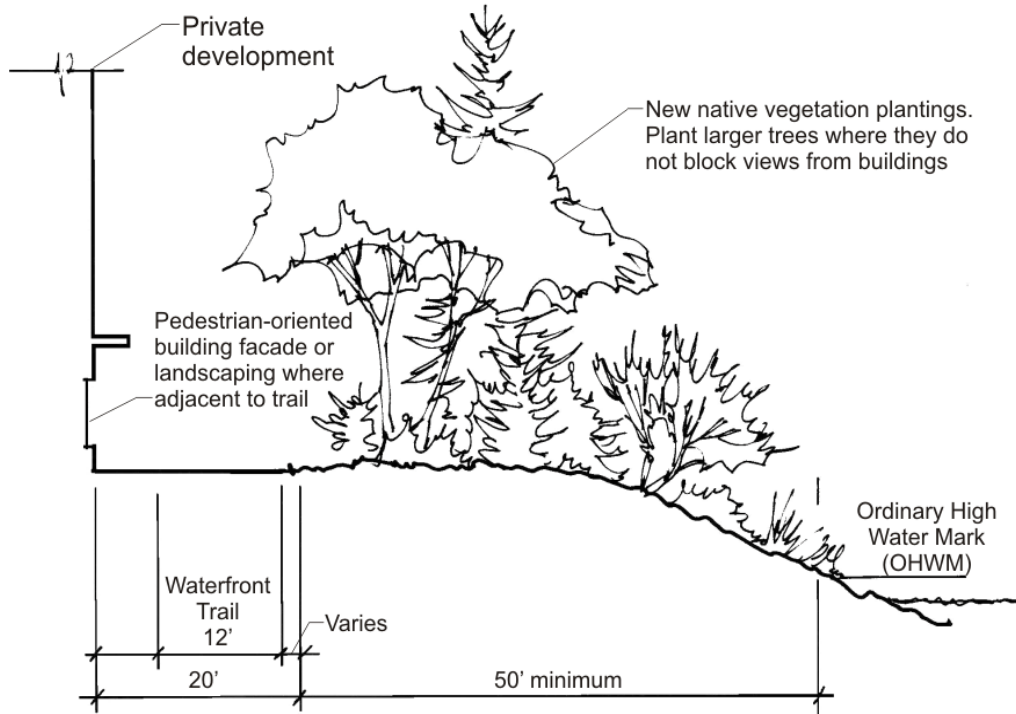 Private
development
New native vegetation plantings.
Plant larger trees where they do
not block views from buildings
Pedestrian-oriented
building facade or
landscaping where
adjacent to trail
Ordinary High
Water Mark
(OHWM)
Waterfront
Trail
12’
Varies
20’
50’ minimum